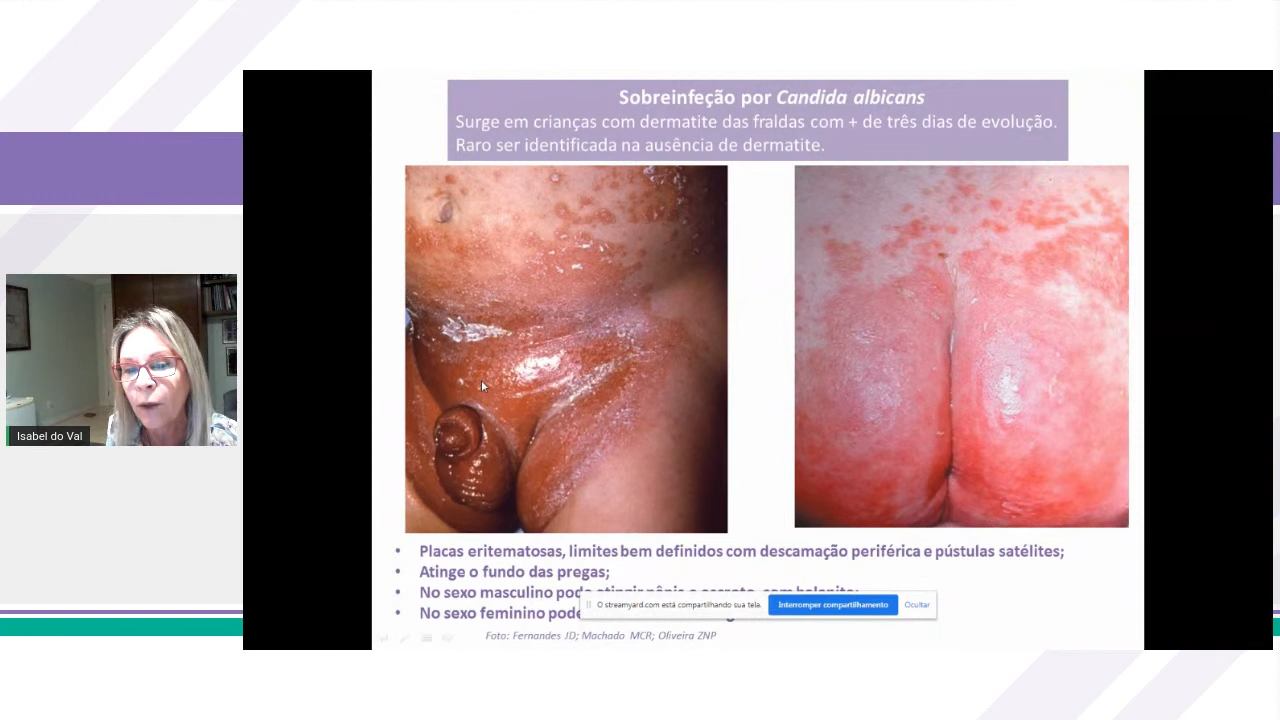 Sobreinfeção por Candida albicans
Surge em crianças com dermatite das fraldas com + de três dias de evolução.
Raro ser identificada na ausência de dermatite.
Isabel do Val
• Placas eritematosas, limites bem definidos com descamação periférica e pústulas satélites;
• Atinge o fundo das pregas;
• No sexo masculino pode
• No sexo feminino pode
O streamyard.com está compartilhando sua tela.
Interromper compartilhamento
Ocultar
Foto: Fernandes JD; Machado MCR; Oliveira ZNP